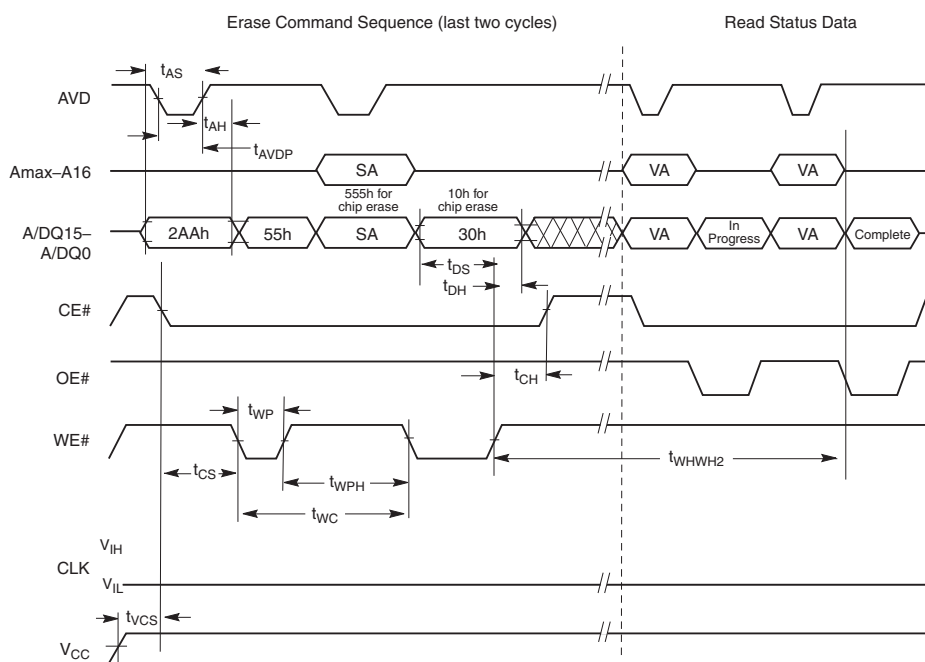 Erase Command Sequence (last two cycles)
Read Status Data
tAS
AVD
tAH
tAVDP
Amax–A16
SA
VA
VA
555h for
chip erase
10h for
chip erase
A/DQ15–
A/DQ0
2AAh
55h
SA
30h
VA
In
Progress
VA
Complete
tDS
tDH
CE#
tCH
OE#
tWP
WE#
tCS
tWPH
tWHWH2
tWC
VIH
CLK
VIL
tVCS
VCC